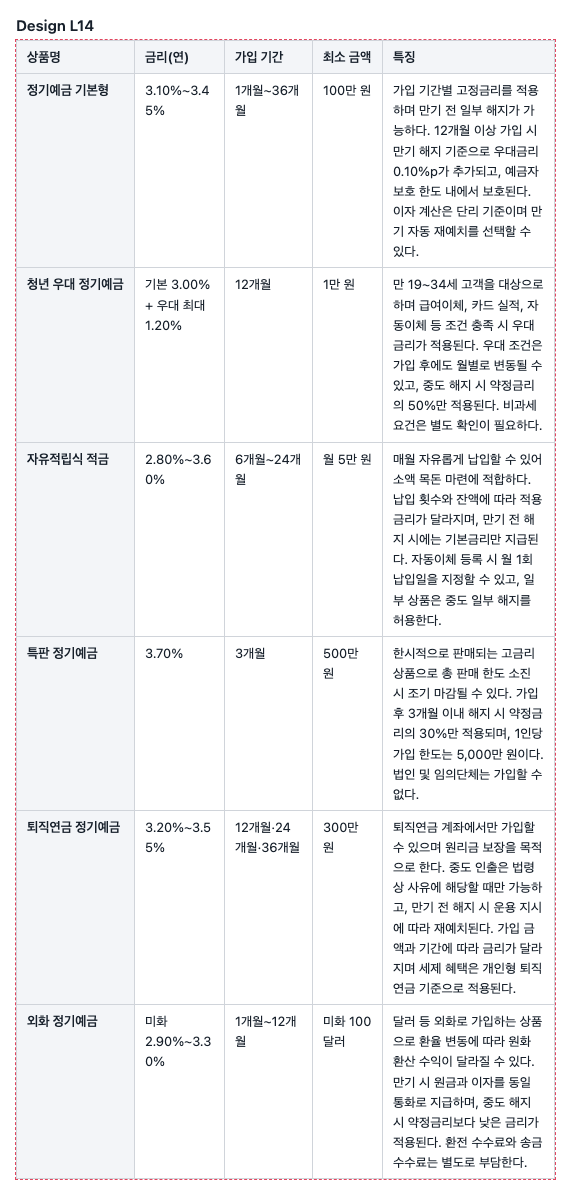 Design L14
상품명 금리(연) 가입 기간 최소 금액 특징
정기예금 기본형
3.10%~3.4
5%
1개월~36개
월
100만 원
가입 기간별 고정금리를 적용
하며 만기 전 일부 해지가 가
능하다. 12개월 이상 가입 시
만기 해지 기준으로 우대금리
0.10%p가 추가되고, 예금자
보호 한도 내에서 보호된다.
이자 계산은 단리 기준이며 만
기 자동 재예치를 선택할 수
있다.
청년 우대 정기예금
기본 3.00%
+ 우대 최대
1.20%
12개월
1만 원
만 19~34세 고객을 대상으로
하며 급여이체, 카드 실적, 자
동이체 등 조건 충족 시 우대
금리가 적용된다. 우대 조건은
가입 후에도 월별로 변동될 수
있고, 중도 해지 시 약정금리
의 50%만 적용된다. 비과세
요건은 별도 확인이 필요하다.
자유적립식 적금
2.80%~3.6
0%
6개월~24개
월
월 5만 원
매월 자유롭게 납입할 수 있어
소액 목돈 마련에 적합하다.
납입 횟수와 잔액에 따라 적용
금리가 달라지며, 만기 전 해
지 시에는 기본금리만 지급된
다. 자동이체 등록 시 월 1회
납입일을 지정할 수 있고, 일
부 상품은 중도 일부 해지를
허용한다.
특판 정기예금
3.70%
3개월
500만
원
한시적으로 판매되는 고금리
상품으로 총 판매 한도 소진
시 조기 마감될 수 있다. 가입
후 3개월 이내 해지 시 약정금
리의 30%만 적용되며, 1인당
가입 한도는 5,000만 원이다.
법인 및 임의단체는 가입할 수
없다.
퇴직연금 정기예금
3.20%~3.5
5%
12개월·24
개월·36개월
300만
원
퇴직연금 계좌에서만 가입할
수 있으며 원리금 보장을 목적
으로 한다. 중도 인출은 법령
상 사유에 해당할 때만 가능하
고, 만기 전 해지 시 운용 지시
에 따라 재예치된다. 가입 금
액과 기간에 따라 금리가 달라
지며 세제 혜택은 개인형 퇴직
연금 기준으로 적용된다.
외화 정기예금
미화
2.90%~3.3
0%
1개월~12개
월
미화 100
달러
달러 등 외화로 가입하는 상품
으로 환율 변동에 따라 원화
환산 수익이 달라질 수 있다.
만기 시 원금과 이자를 동일
통화로 지급하며, 중도 해지
시 약정금리보다 낮은 금리가
적용된다. 환전 수수료와 송금
수수료는 별도로 부담한다.